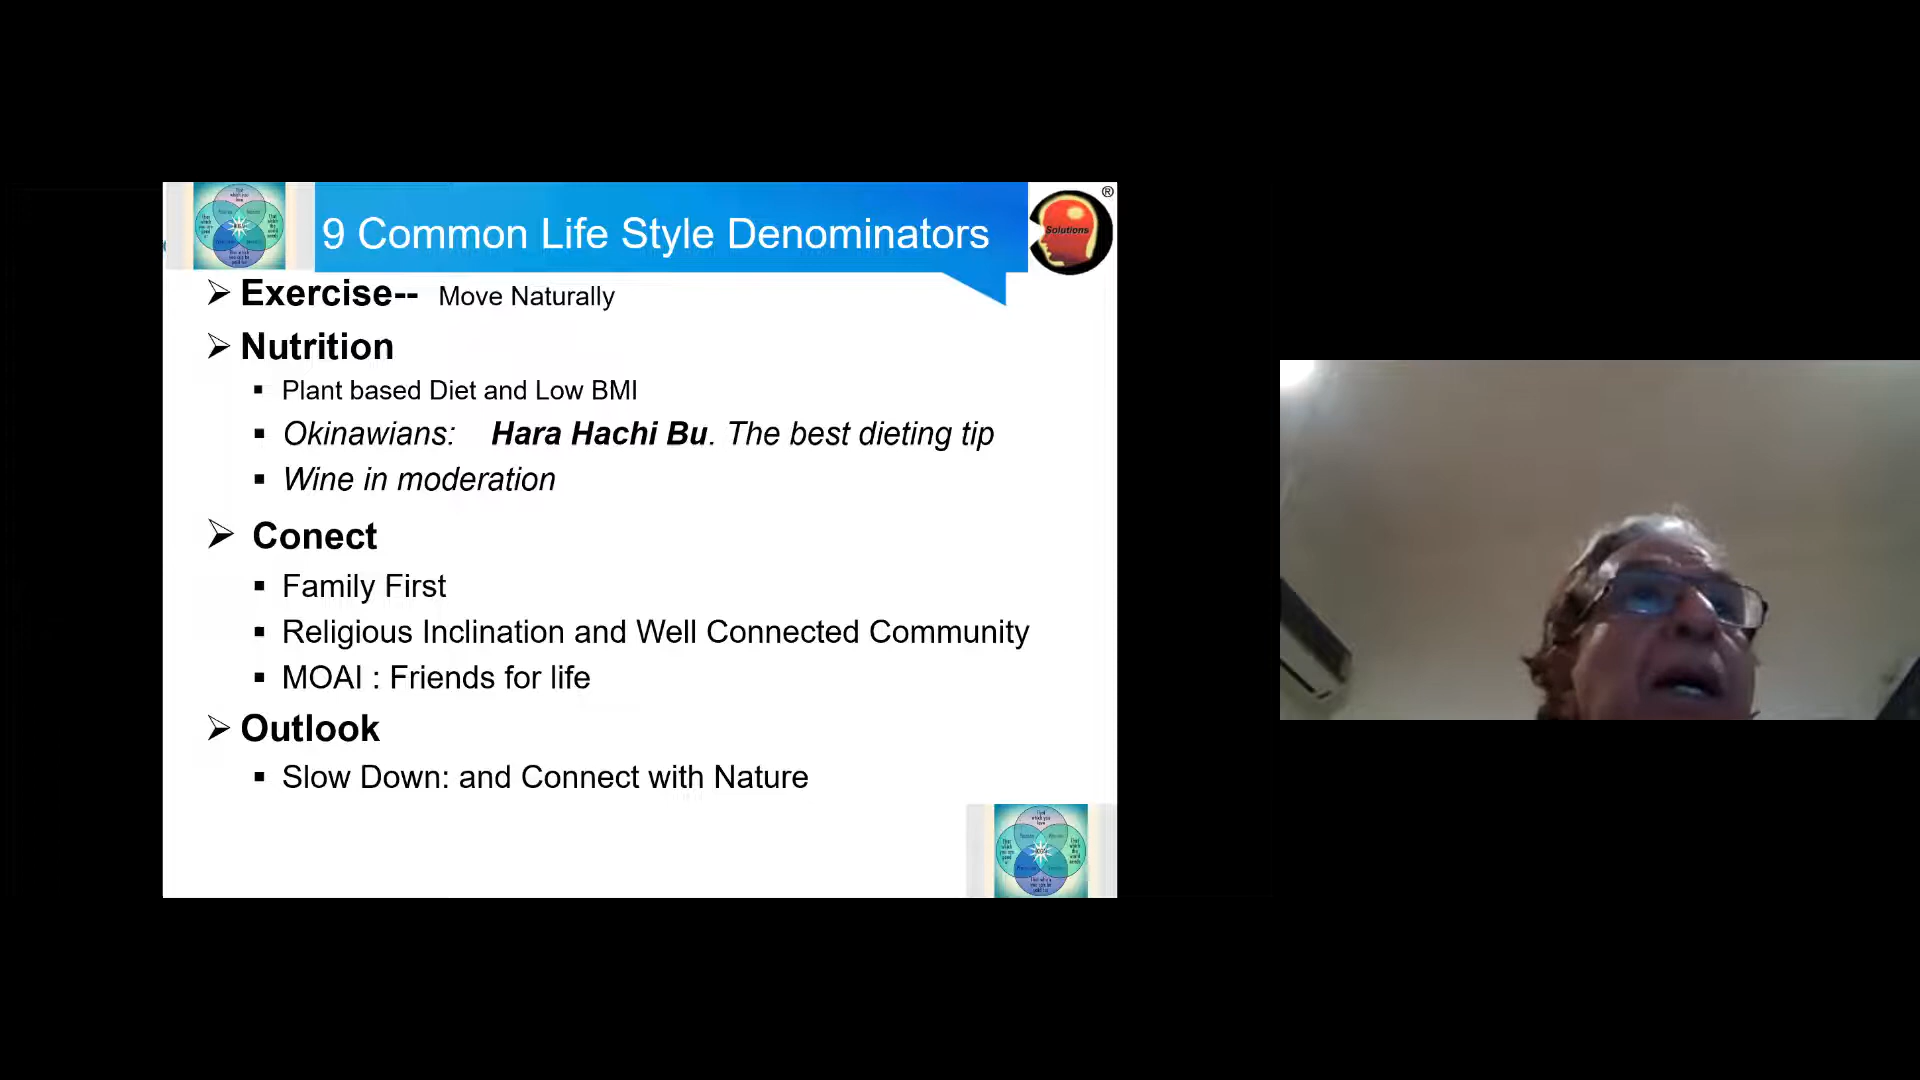 9 Common Life Style Denominators
®
Solutions
➢ Exercise-- Move Naturally
➢ Nutrition
▪ Plant based Diet and Low BMI
▪ Okinawians: Hara Hachi Bu. The best dieting tip
▪ Wine in moderation
➢ Conect
▪ Family First
▪ Religious Inclination and Well Connected Community
▪ MOAI : Friends for life
➢ Outlook
▪ Slow Down: and Connect with Nature